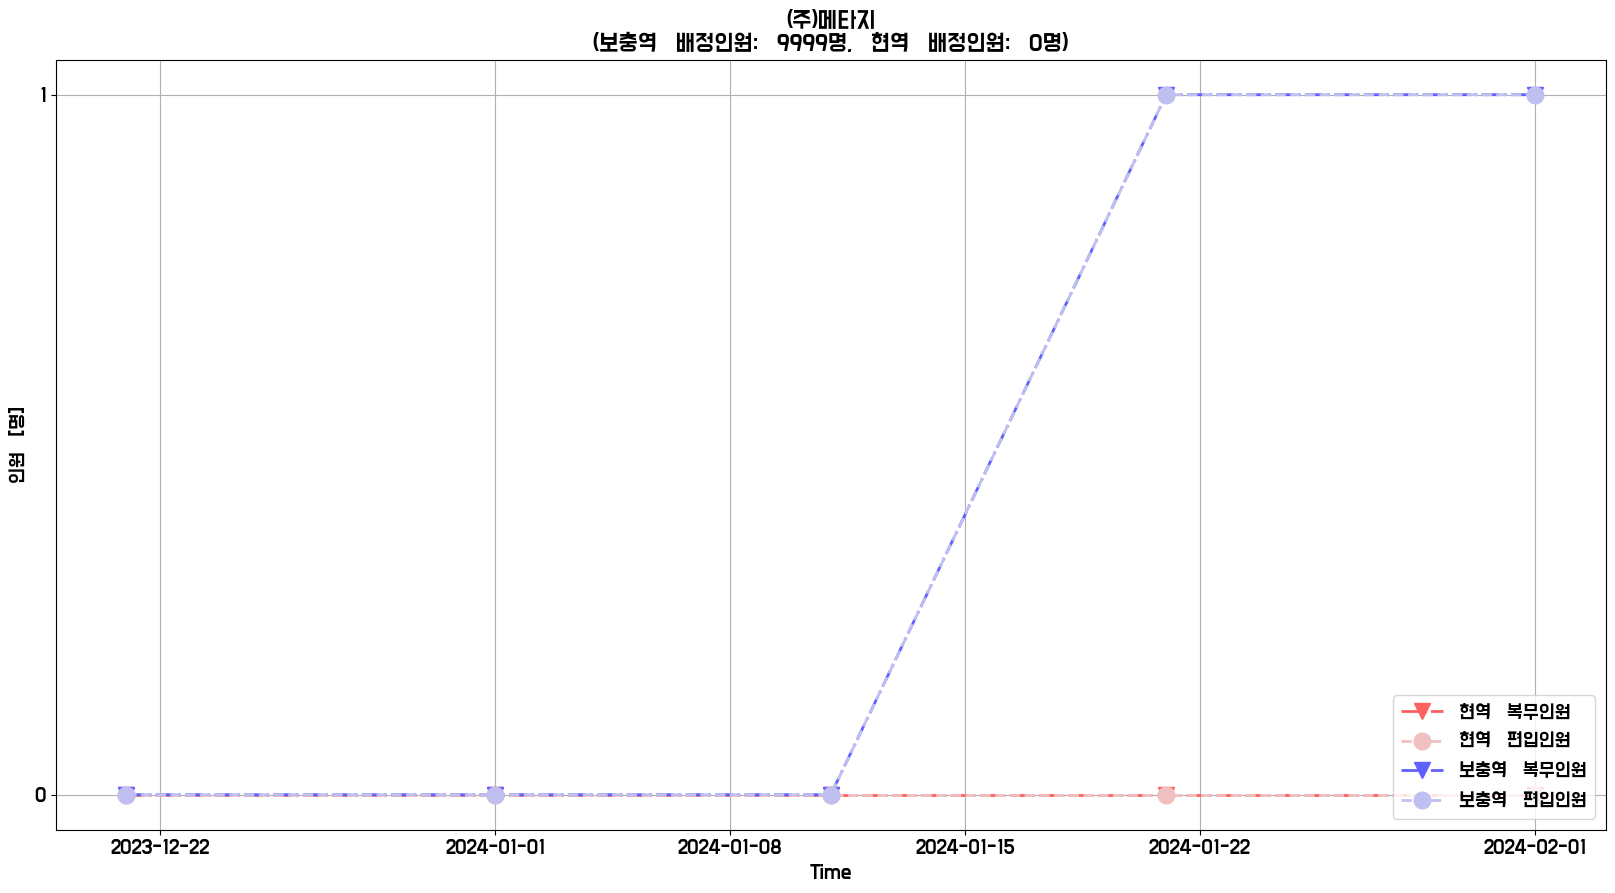 (주)메타지
(보충역 배정인원: 9999명, 현역 배정인원: 0명)
1
인원 [명]
0
현역 복무인원
현역 편입인원
보충역 복무인원
보충역 편입인원
2023-12-22 2024-01-01 2024-01-08 2024-01-15 2024-01-22 2024-02-01
Time